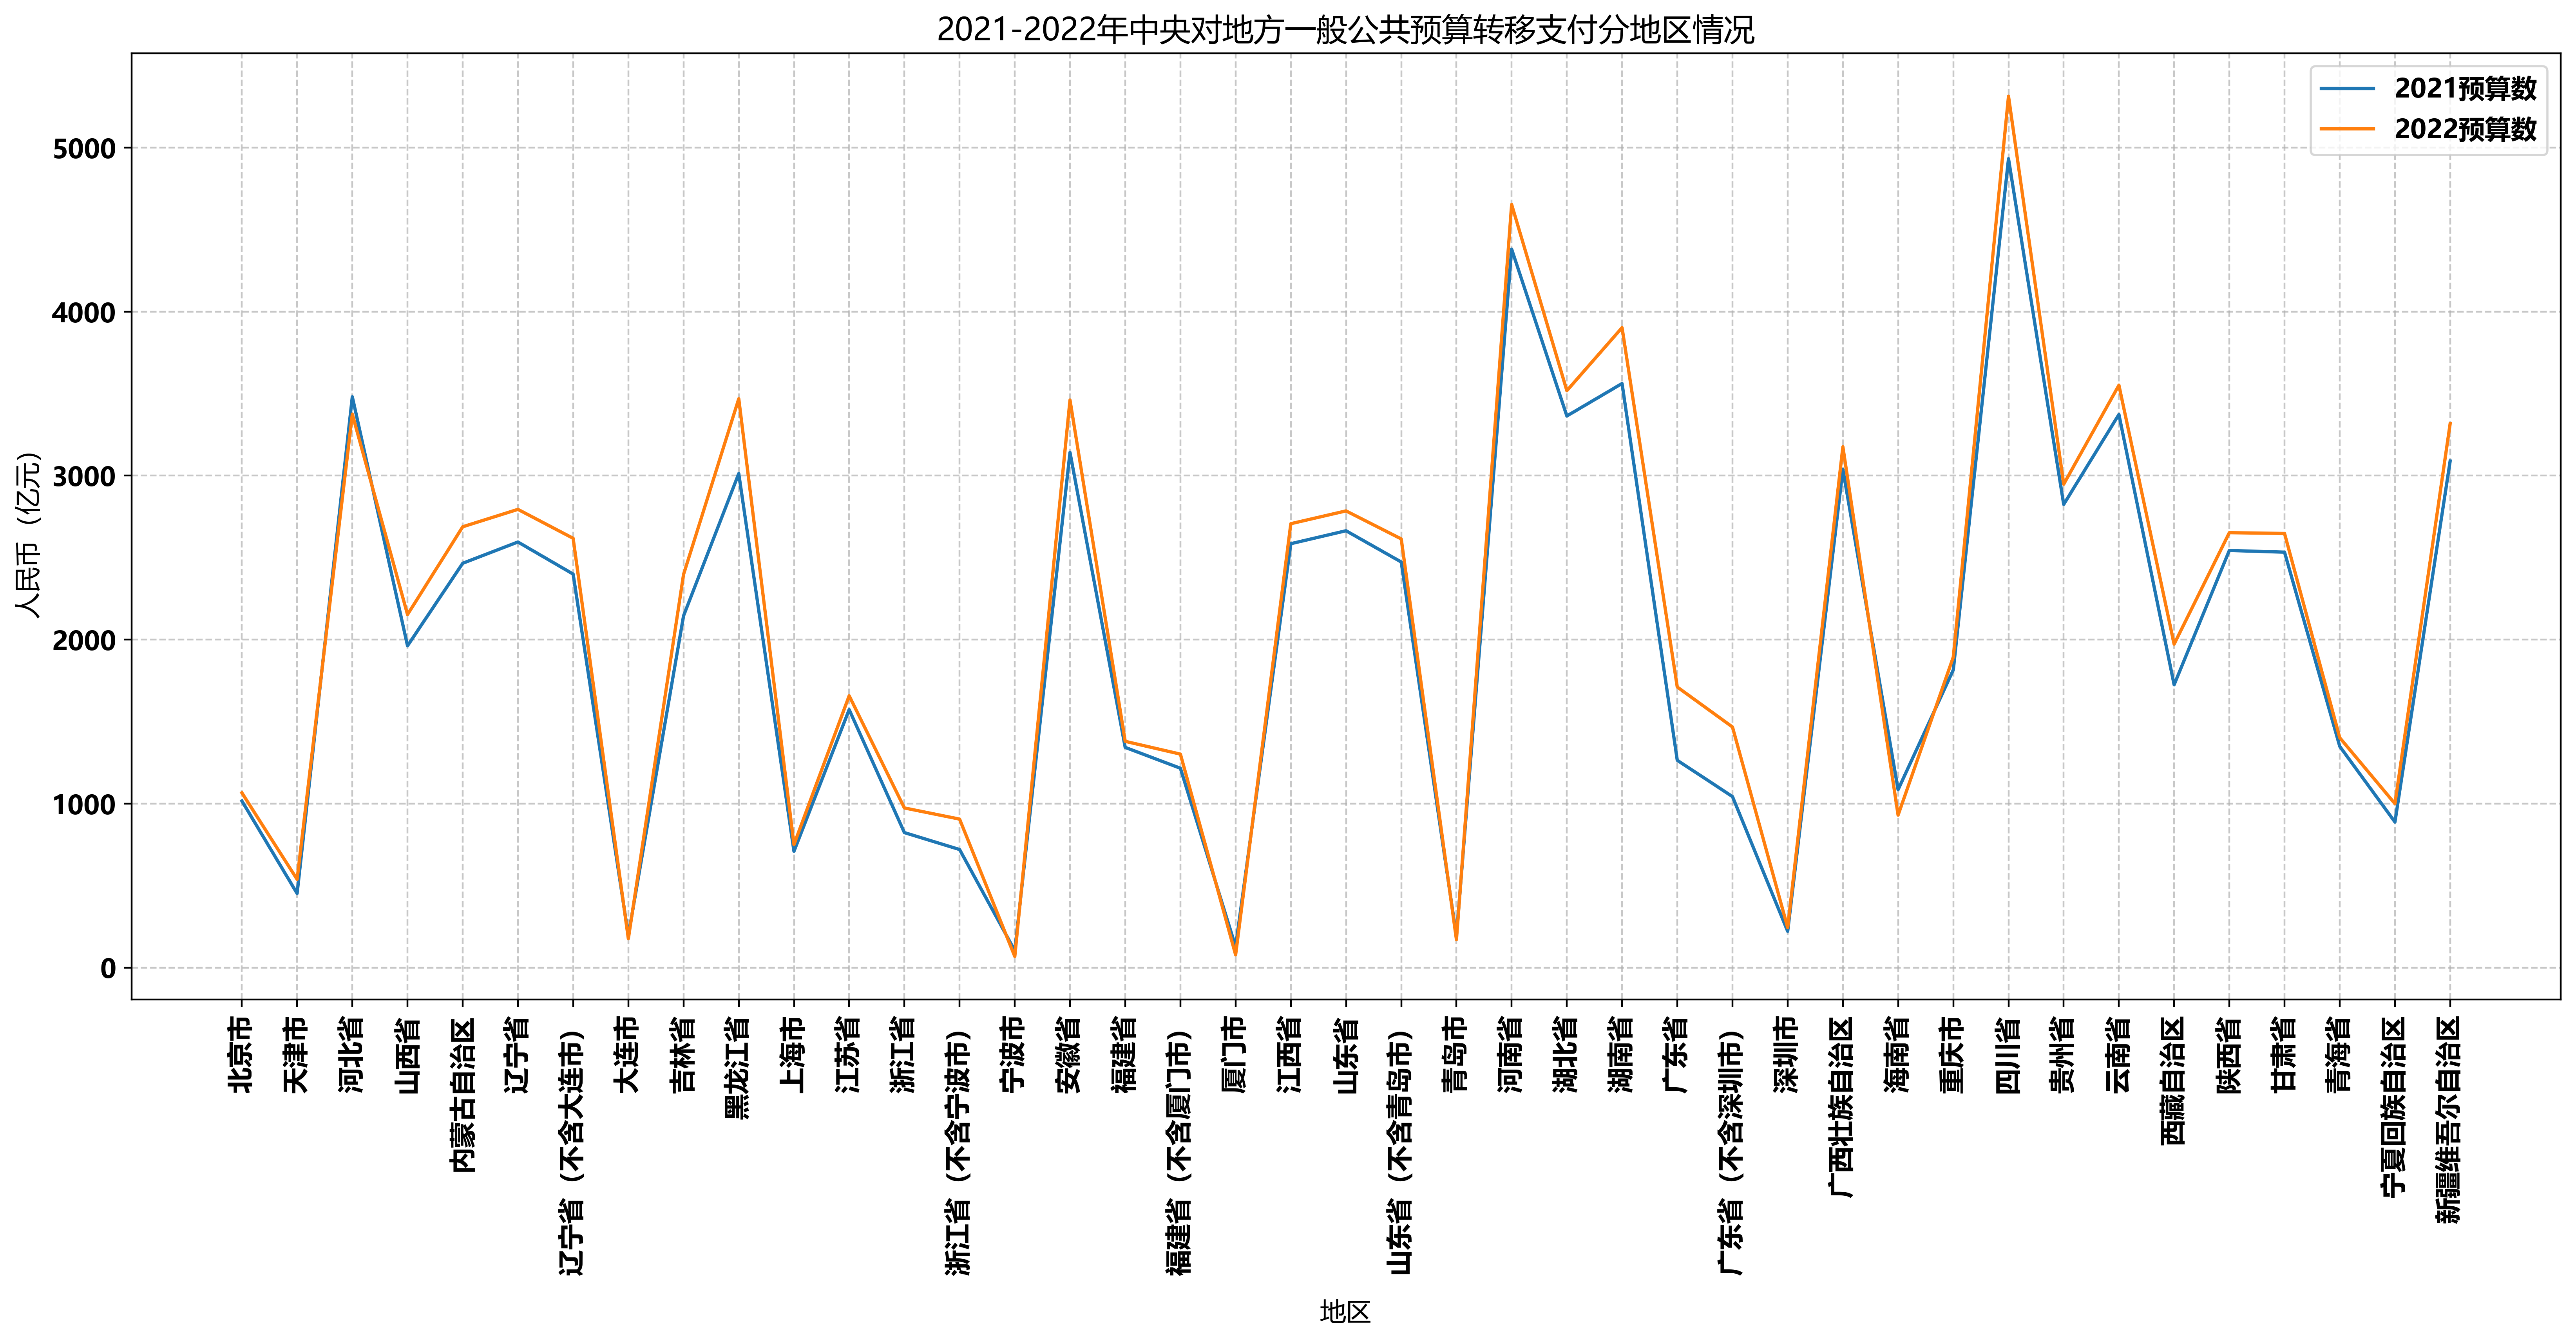 2021-2022年中央对地方一般公共预算转移支付分地区情况
2021预算数
2022预算数
人民币（亿元）
5000
4000
3000
2000
1000
0
北京市
天津市
河北省
山西省
内蒙古自治区
辽宁省
辽宁省（不含大连市）
大连市
吉林省
黑龙江省
上海市
江苏省
浙江省
浙江省（不含宁波市）
宁波市
安徽省
福建省
福建省（不含厦门市）
厦门市
江西省
山东省
山东省（不含青岛市）
青岛市
河南省
湖北省
湖南省
广东省
广东省（不含深圳市）
深圳市
广西壮族自治区
海南省
重庆市
四川省
贵州省
云南省
西藏自治区
陕西省
甘肃省
青海省
宁夏回族自治区
新疆维吾尔自治区
地区